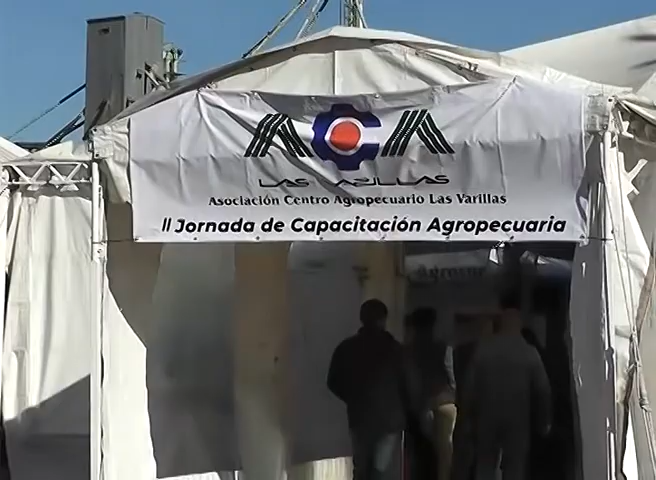 ACA
LAS VARILLAS
Asociación Centro Agropecuario Las Varillas
II Jornada de Capacitación Agropecuaria